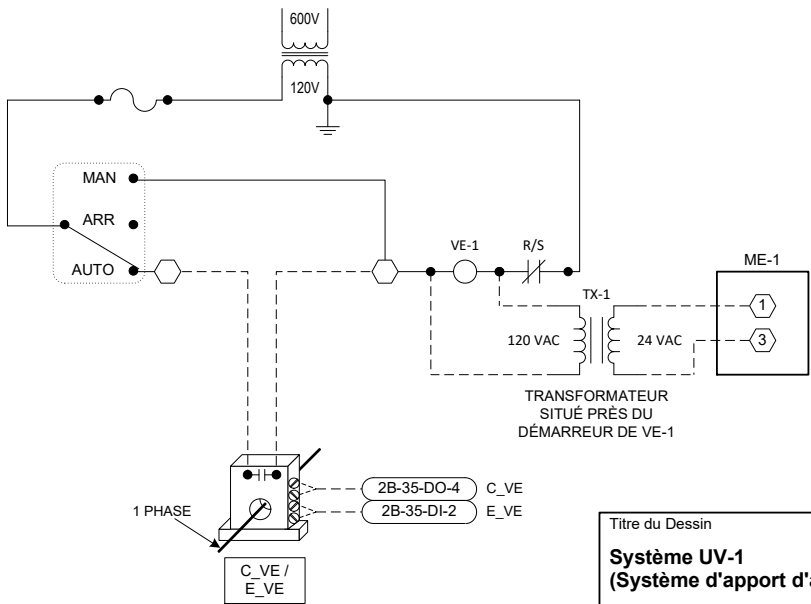 600V
120V
MAN
ARR
AUTO
VE-1
R/S
ME-1
TX-1
1
3
120 VAC
24 VAC
TRANSFORMATEUR
SITUÉ PRÈS DU
DÉMARREUR DE VE-1
2B-35-DO-4 C_VE
2B-35-DI-2 E_VE
1 PHASE
C_VE /
E_VE
Titre du Dessin
Système UV-1
(Système d'apport d'a